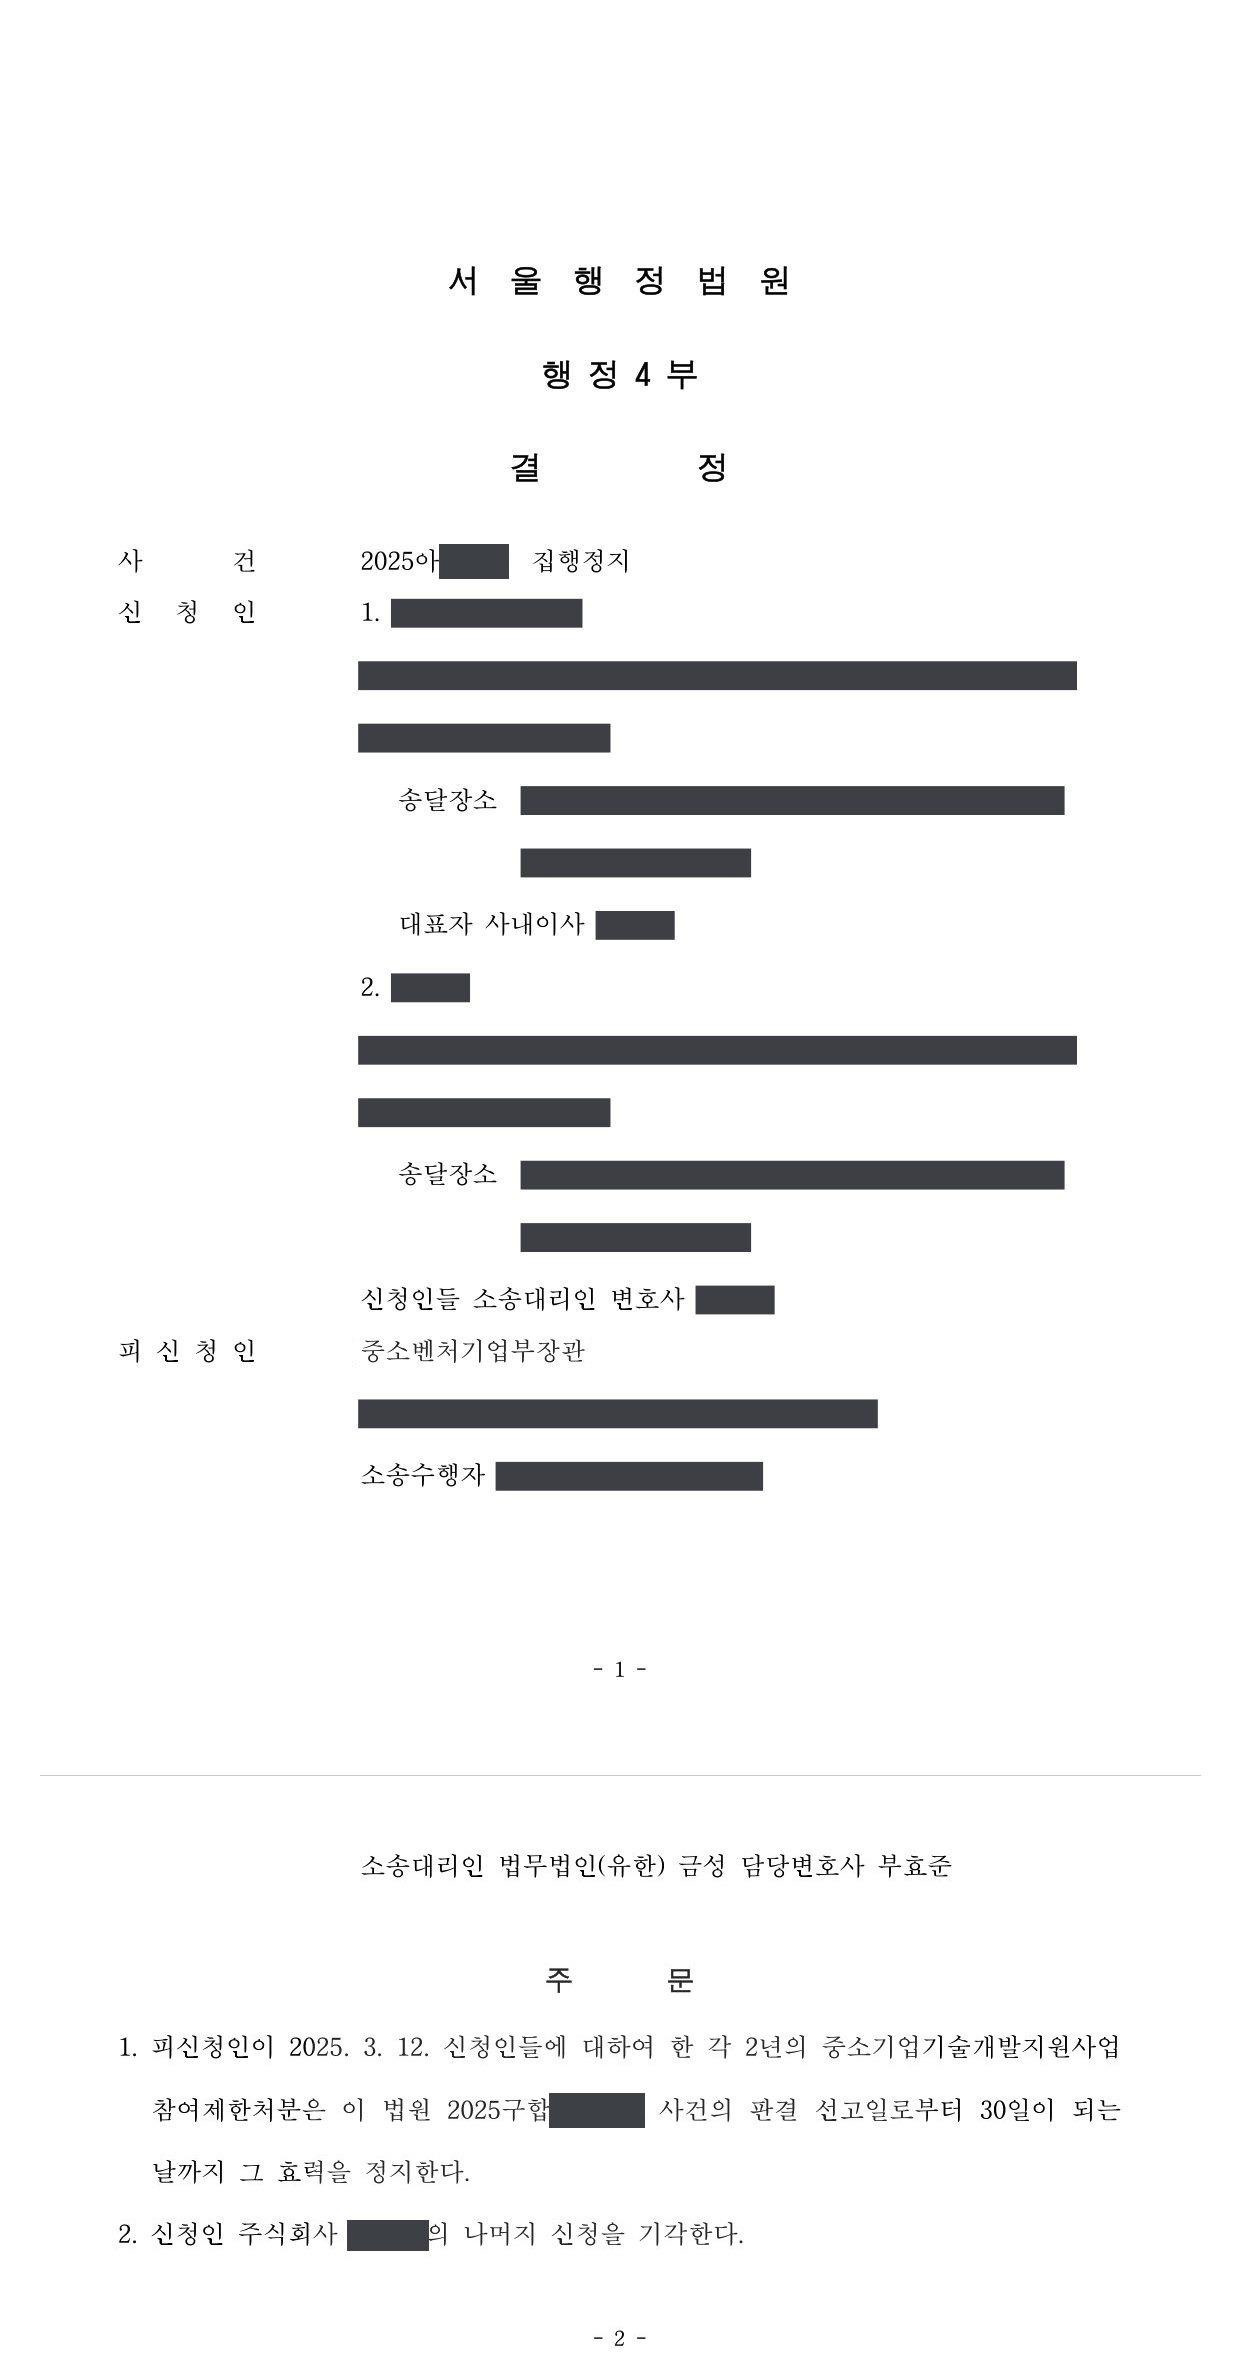 서 울 행 정 법 원
행 정 4 부
결 정
사 건 2025아 집행정지
신 청 인 1.
송달장소
대표자 사내이사
2.
송달장소
신청인들 소송대리인 변호사
피 신 청 인 중소벤처기업부장관
소송수행자
- 1 -
소송대리인 법무법인(유한) 금성 담당변호사 부효준
주 문
1. 피신청인이 2025. 3. 12. 신청인들에 대하여 한 각 2년의 중소기업기술개발지원사업
참여제한처분은 이 법원 2025구합 사건의 판결 선고일로부터 30일이 되는
날까지 그 효력을 정지한다.
2. 신청인 주식회사 의 나머지 신청을 기각한다.
- 2 -